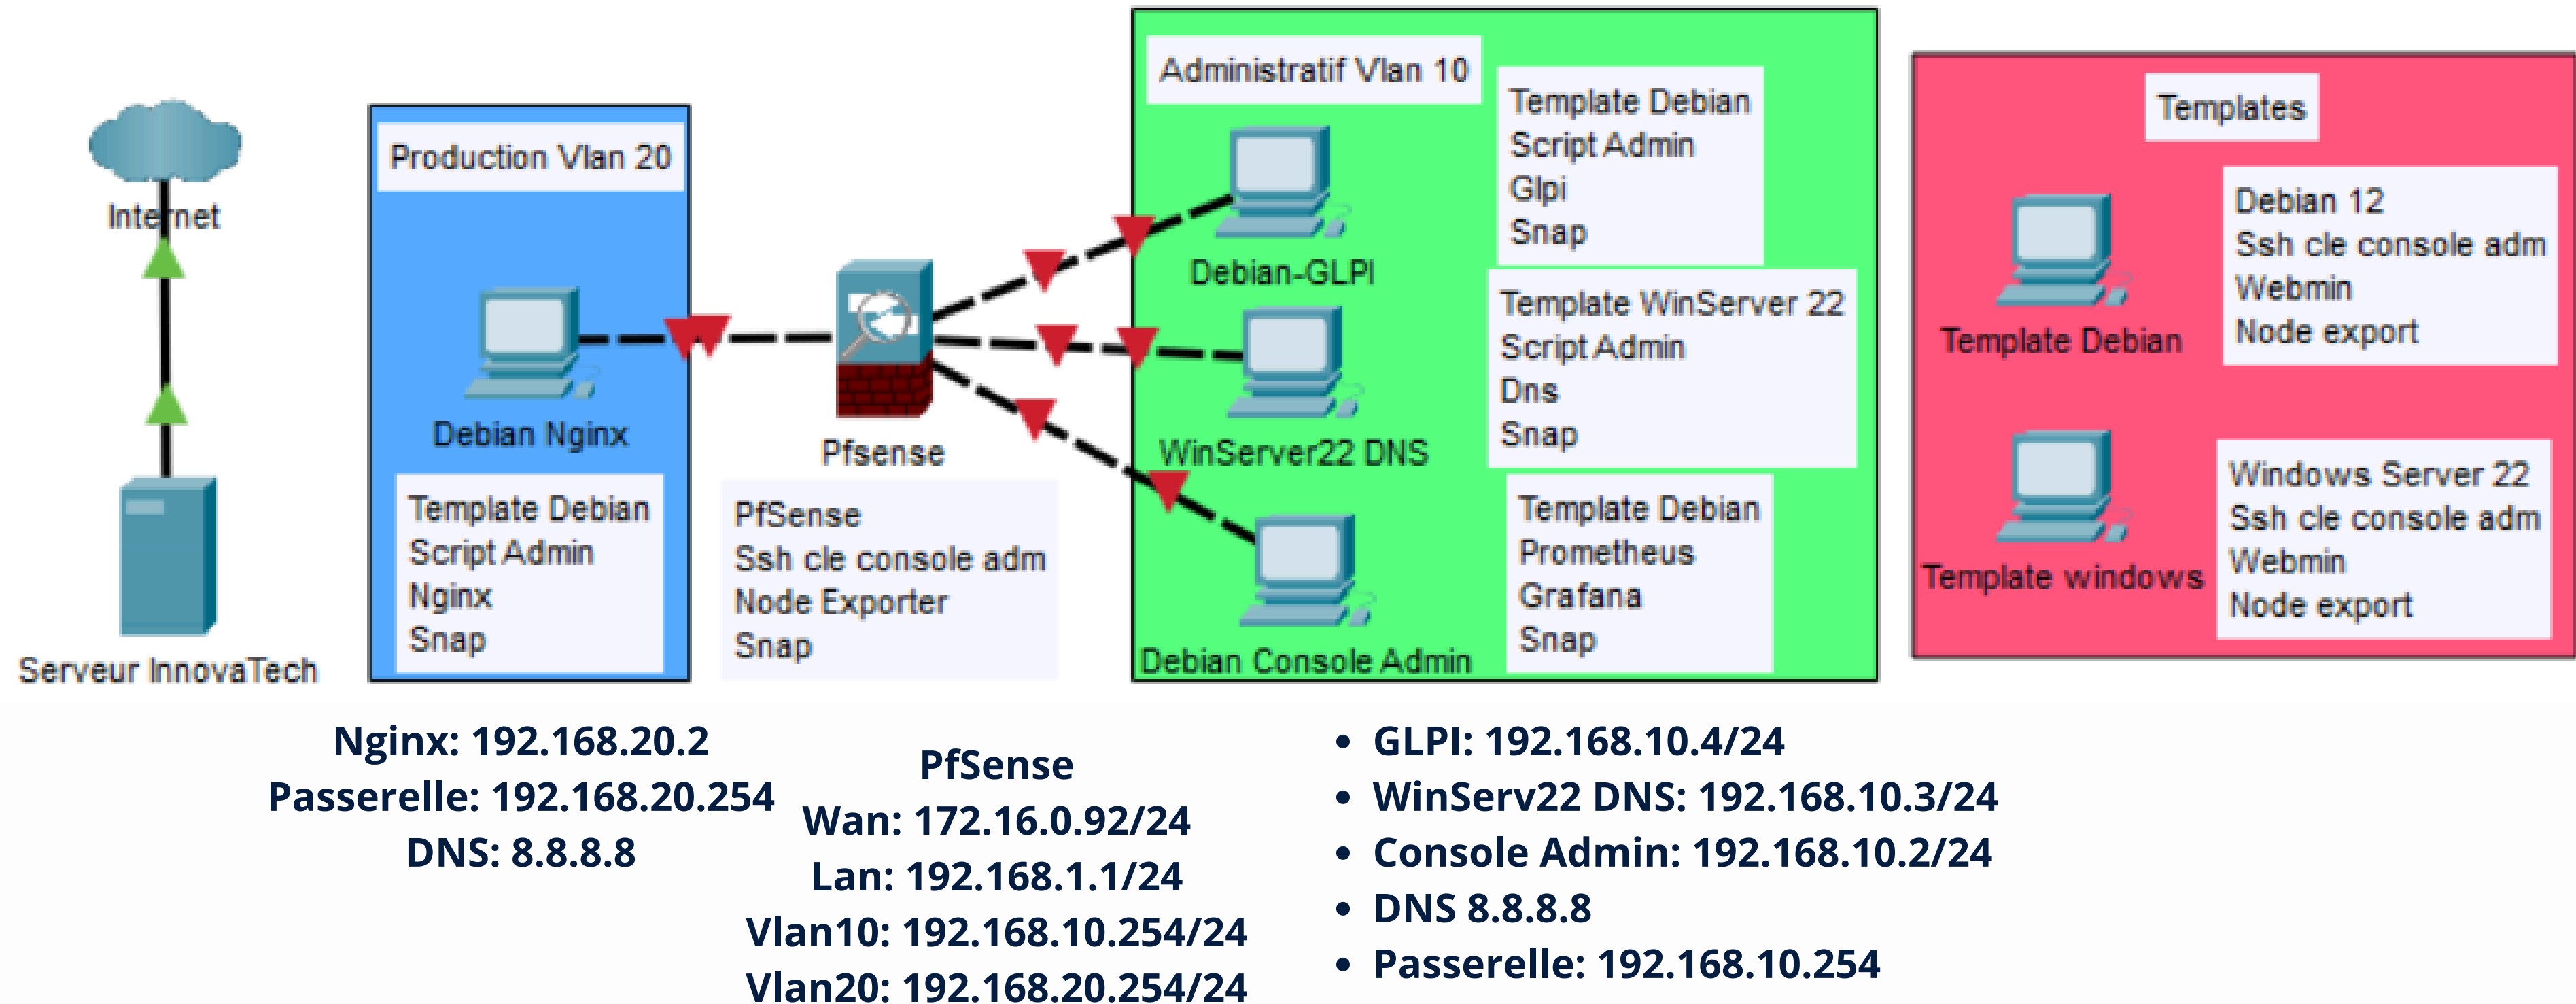 Internet
Serveur InnovaTech
Production Vlan 20
Debian Nginx
Template Debian
Script Admin
Nginx
Snap
Pfsense
PfSense
Ssh cle console adm
Node Exporter
Snap
Administratif Vlan 10
Debian-GLPI
Template Debian
Script Admin
Glpi
Snap
WinServer22 DNS
Template WinServer 22
Script Admin
Dns
Snap
Debian Console Admin
Template Debian
Prometheus
Grafana
Snap
Templates
Template Debian
Debian 12
Ssh cle console adm
Webmin
Node export
Template windows
Windows Server 22
Ssh cle console adm
Webmin
Node export
Nginx: 192.168.20.2
Passerelle: 192.168.20.254
DNS: 8.8.8.8
PfSense
Wan: 172.16.0.92/24
Lan: 192.168.1.1/24
Vlan10: 192.168.10.254/24
Vlan20: 192.168.20.254/24
• GLPI: 192.168.10.4/24
• WinServ22 DNS: 192.168.10.3/24
• Console Admin: 192.168.10.2/24
• DNS 8.8.8.8
• Passerelle: 192.168.10.254